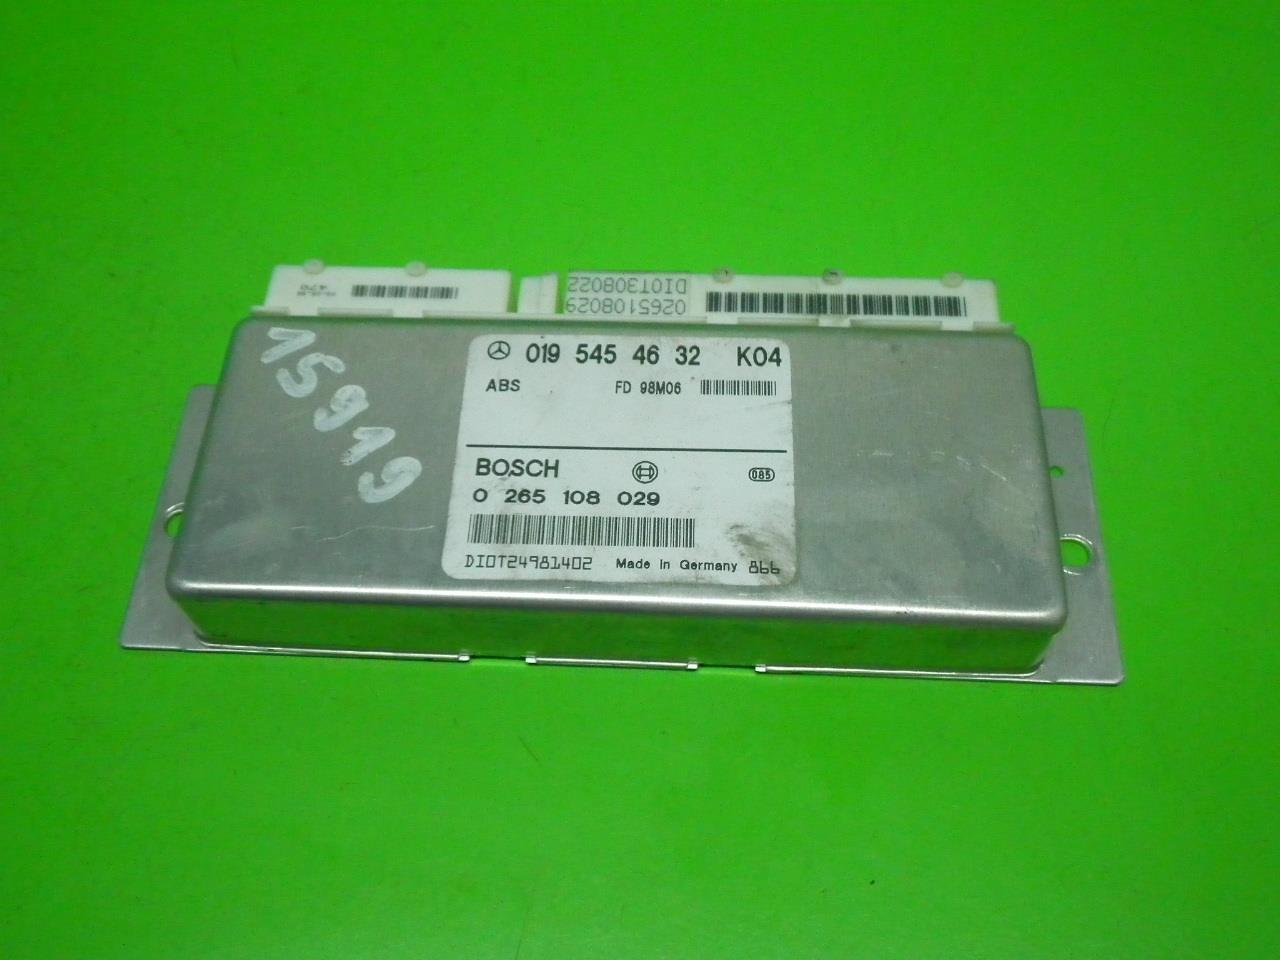 DIOT308022
0265108029
15919
019 545 46 32 K04
ABS FD 98M06
BOSCH 085
0 265 108 029
DIOT24981402 Made in Germany 866